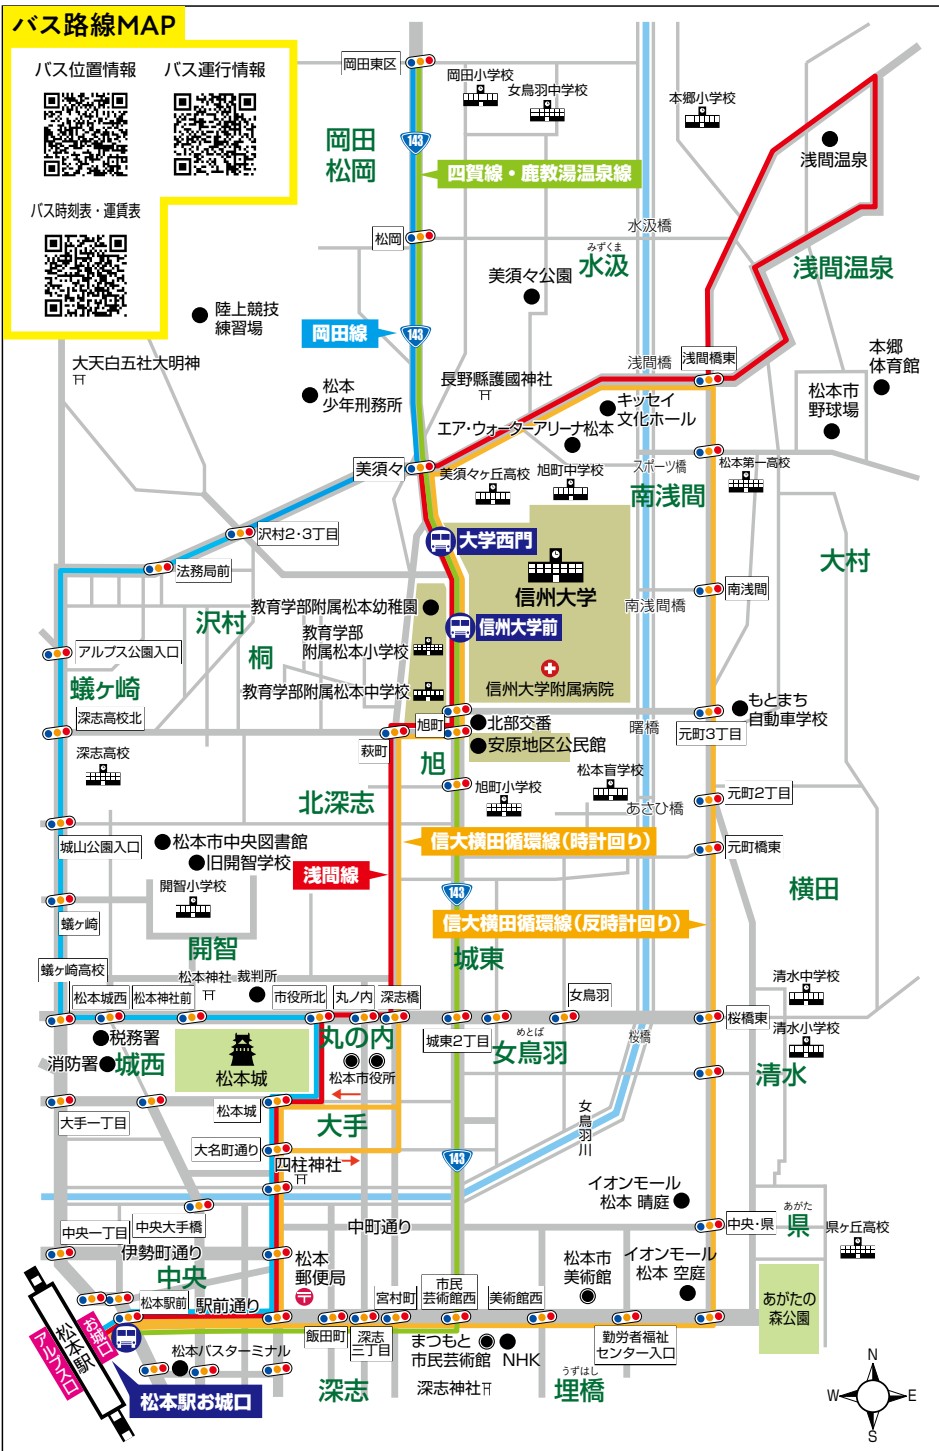 バス路線MAP
バス位置情報
バス運行情報
バス時刻表・運賃表
岡田東区
岡田小学校
女鳥羽中学校
本郷小学校
浅間温泉
岡田
松岡
143
四賀線・鹿教湯温泉線
松岡
水汲橋
みずくま
水汲
浅間温泉
美須々公園
陸上競技
練習場
岡田線
143
大天白五社大明神
浅間橋
浅間橋東
本郷
体育館
長野縣護國神社
松本
少年刑務所
キッセイ
文化ホール
松本市
野球場
エア・ウォーターアリーナ松本
美須々
美須々ヶ丘高校
旭町中学校
スポーツ橋
松本第一高校
南浅間
沢村2・3丁目
大学西門
大村
法務局前
信州大学
南浅間
南浅間橋
教育学部附属松本幼稚園
沢村
信州大学前
教育学部
附属松本小学校
桐
アルプス公園入口
蟻ヶ崎
教育学部附属松本中学校
信州大学附属病院
もとまち
自動車学校
深志高校北
旭町
北部交番
曙橋
元町3丁目
萩町
安原地区公民館
深志高校
旭
松本盲学校
旭町小学校
元町2丁目
北深志
あさひ橋
城山公園入口
松本市中央図書館
旧開智学校
信大横田循環線(時計回り)
元町橋東
浅間線
横田
開智小学校
143
蟻ヶ崎
信大横田循環線(反時計回り)
開智
城東
蟻ヶ崎高校
松本神社
裁判所
清水中学校
松本城西
松本神社前
市役所北
丸ノ内
深志橋
女鳥羽
桜橋東
税務署
丸の内
城東2丁目
めとば
女鳥羽
桜橋
清水小学校
消防署
城西
松本城
松本市役所
清水
大手一丁目
松本城
大手
女鳥羽川
大名町通り
四柱神社
143
イオンモール
松本 晴庭
中央一丁目
中央大手橋
中町通り
中央・県
あがた
県
県ヶ丘高校
伊勢町通り
中央
松本
郵便局
松本市
美術館
イオンモール
松本 空庭
松本駅前
駅前通り
宮村町
市民
芸術館西
美術館西
あがたの
森公園
お城口
松本駅
アルプス口
松本バスターミナル
飯田町
深志
三丁目
まつもと
市民芸術館
NHK
勤労者福祉
センター入口
松本駅お城口
深志
深志神社
うずはし
埋橋
N
W
E
S